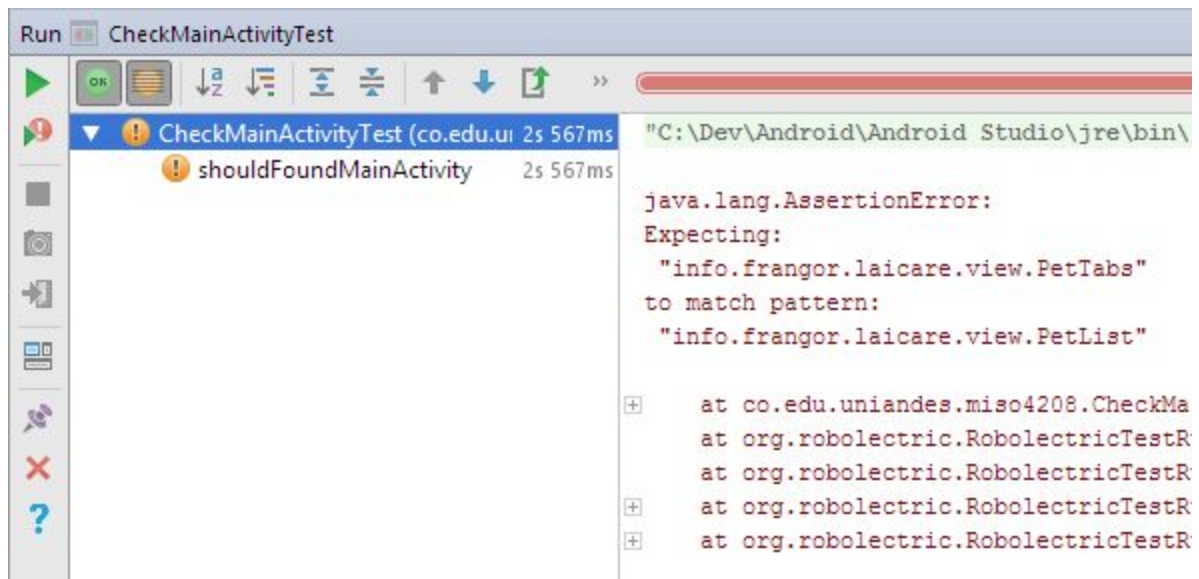 Run CheckMainActivityTest
OK a z »
CheckMainActivityTest (co.edu.u 2s 567ms
shouldFoundMainActivity 2s 567ms
"C:\Dev\Android\Android Studio\jre\bin\
java.lang.AssertionError:
Expecting:
"info.frangor.laicare.view.PetTabs"
to match pattern:
"info.frangor.laicare.view.PetList"
at co.edu.uniandes.miso4208.CheckMa
at org.robolectric.RobolectricTestR
at org.robolectric.RobolectricTestR
at org.robolectric.RobolectricTestR
at org.robolectric.RobolectricTestR